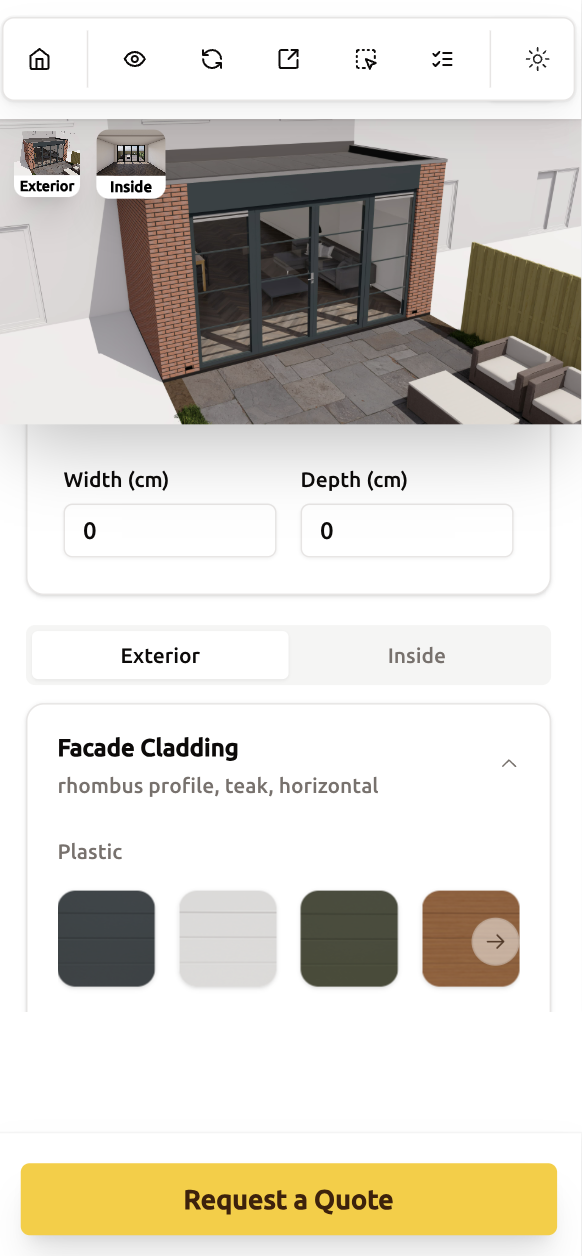 Exterior
Inside
Width (cm)
Depth (cm)
0
0
Exterior
Inside
Facade Cladding
rhombus profile, teak, horizontal
Plastic
Request a Quote